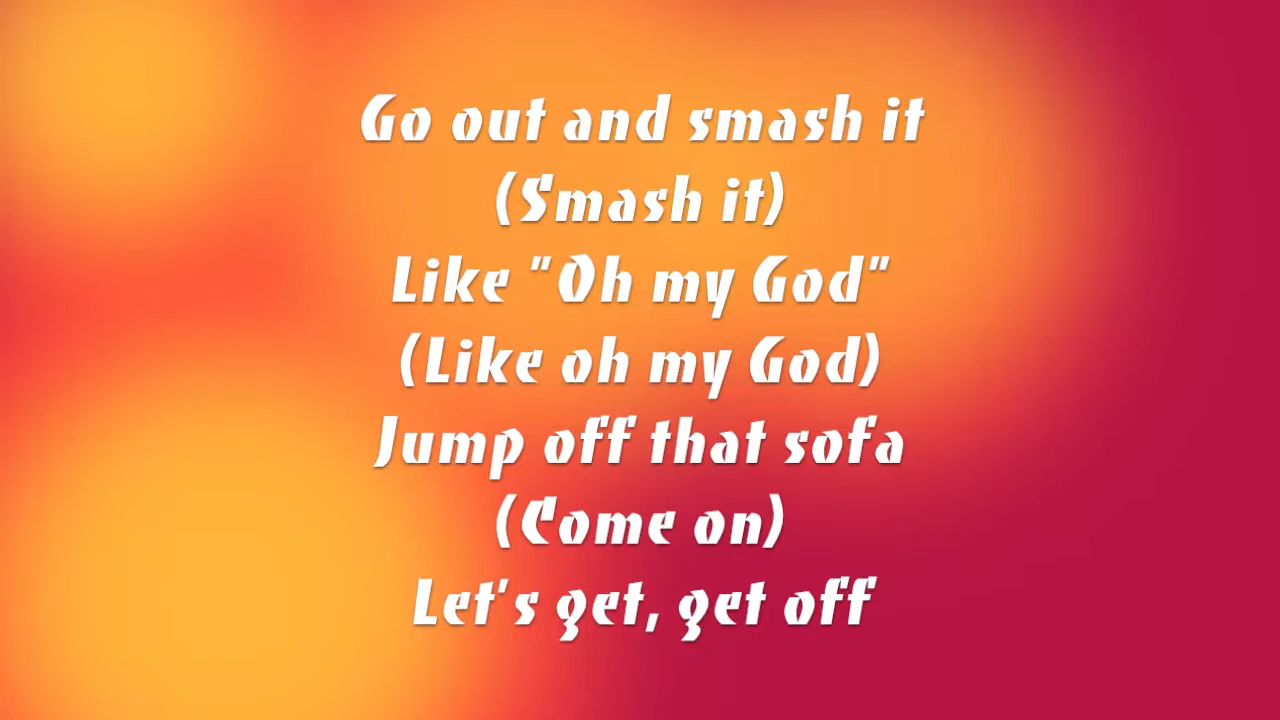 Go out and smash it
(Smash it)
Like "Oh my God"
(Like oh my God)
Jump off that sofa
(Come on)
Let's get, get off